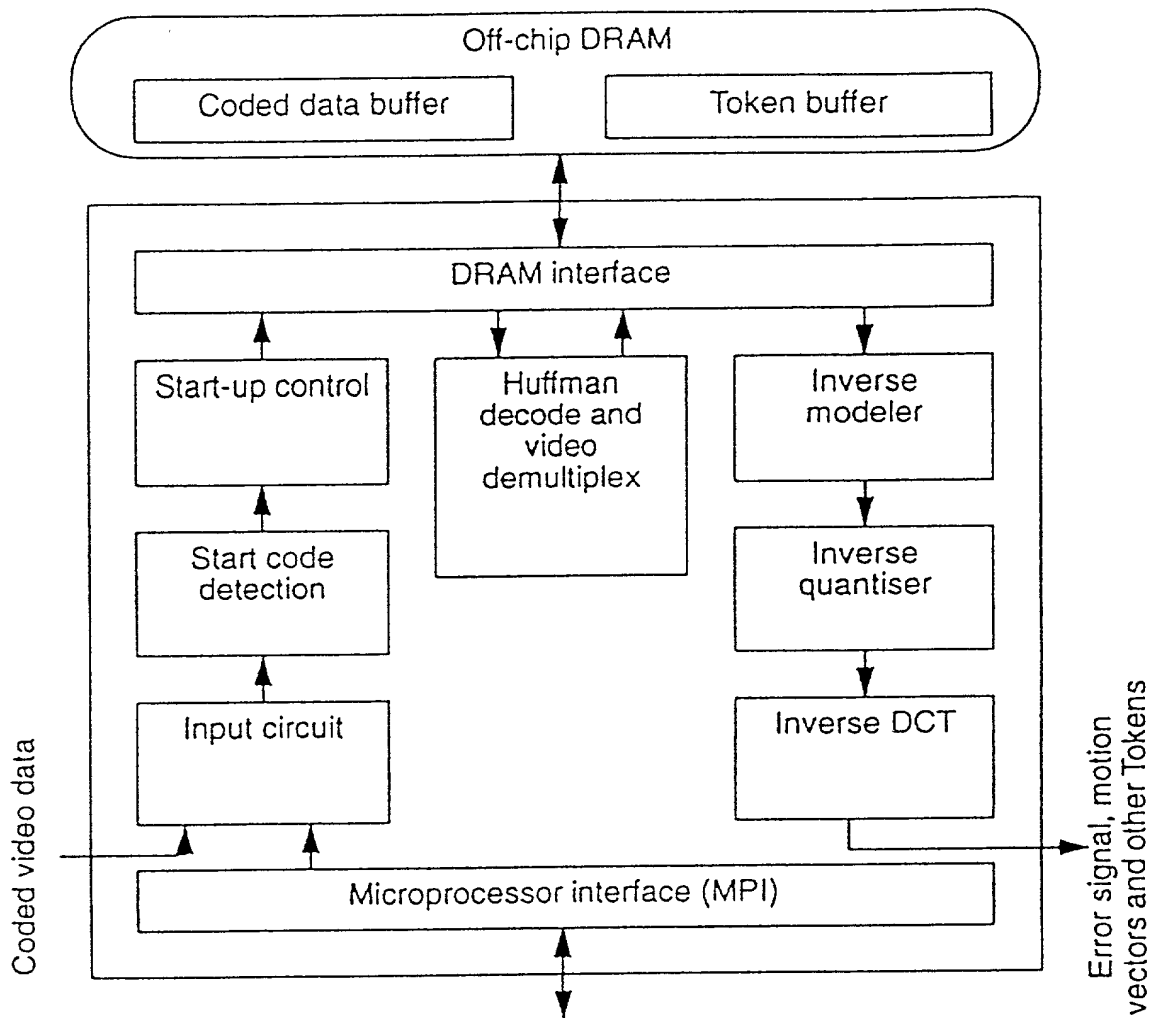 Off-chip DRAM
Coded data buffer
Token buffer
DRAM interface
Start-up control
Huffman
decode and
video
demultiplex
Inverse
modeler
Start code
detection
Inverse
quantiser
Input circuit
Inverse DCT
Coded video data
Error signal, motion
vectors and other Tokens
Microprocessor interface (MPI)